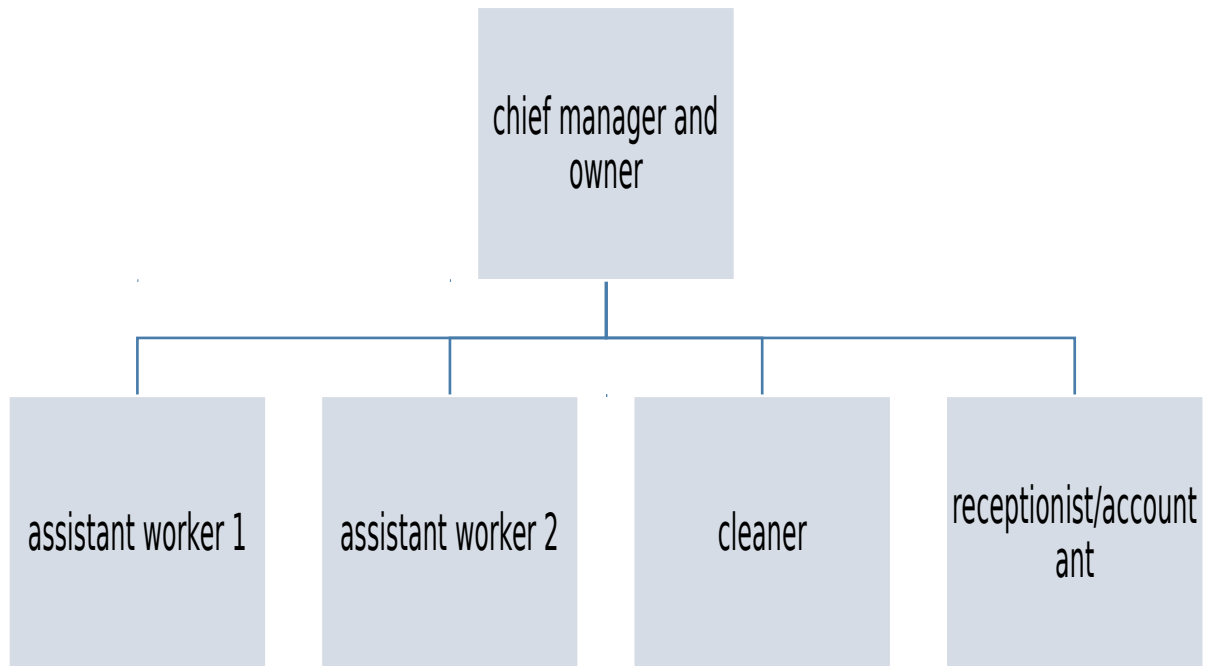 chief manager and
owner
assistant worker 1
assistant worker 2
cleaner
receptionist/account
ant